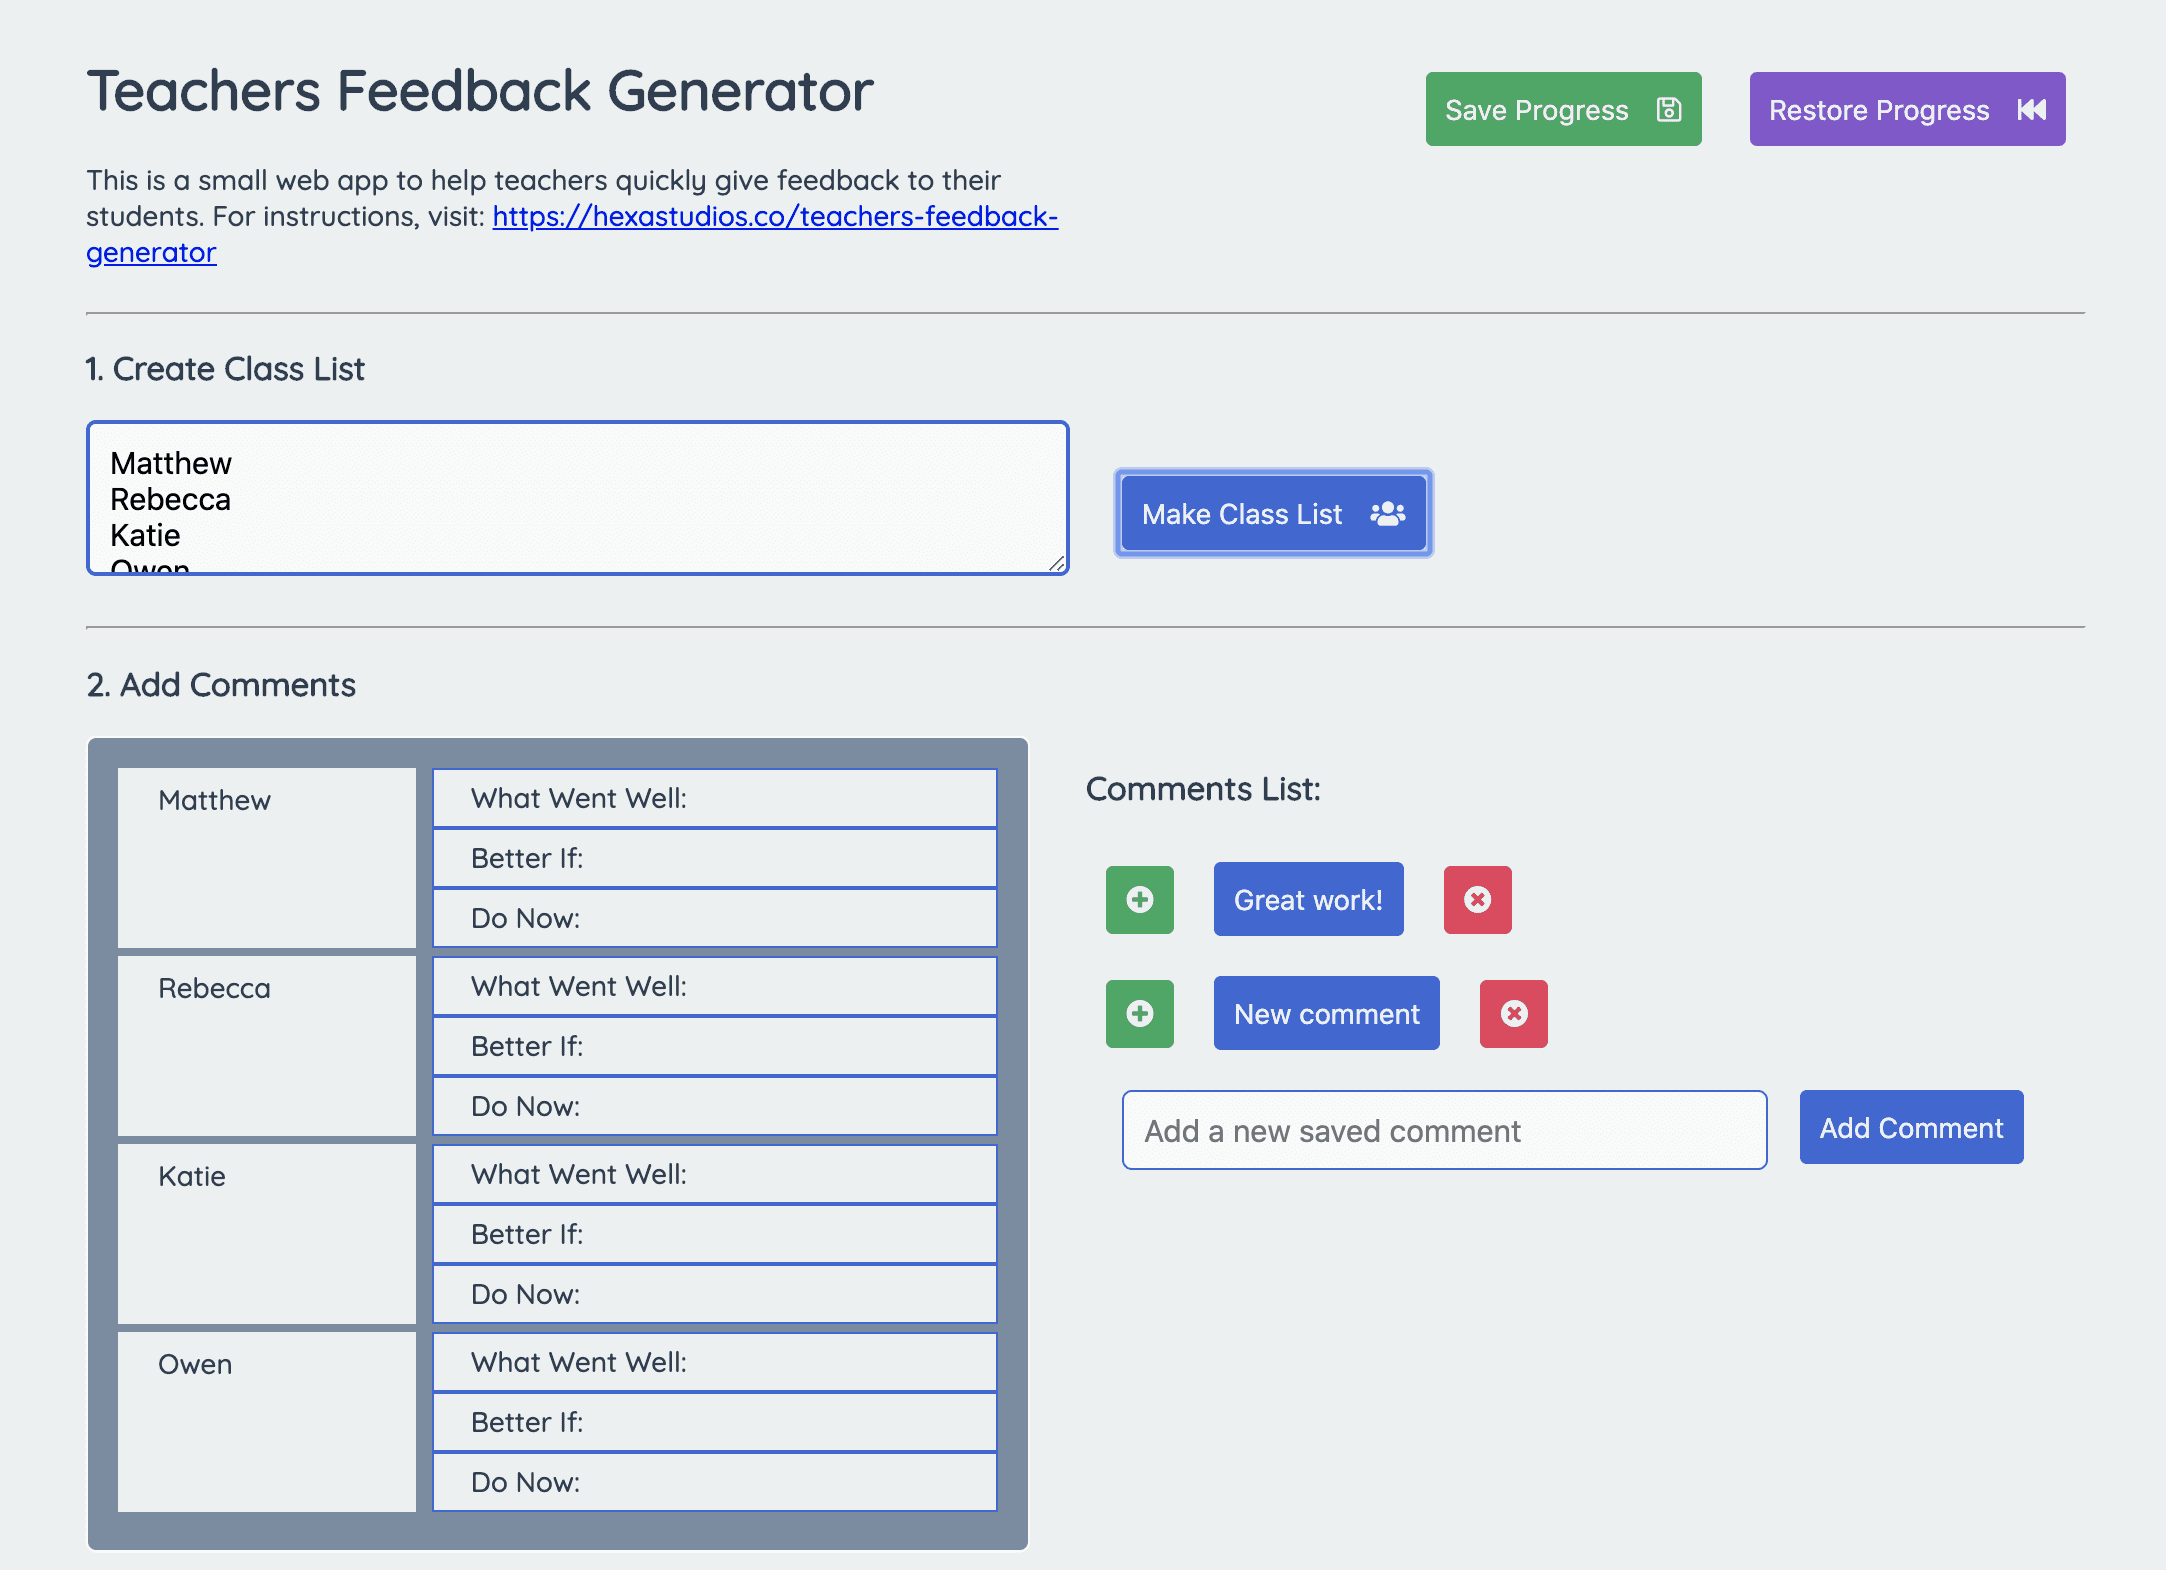 Teachers Feedback Generator
Save Progress
Restore Progress
This is a small web app to help teachers quickly give feedback to their
students. For instructions, visit: https://hexastudios.co/teachers-feedback-
generator
1. Create Class List
Matthew
Rebecca
Katie
Owen
Make Class List
2. Add Comments
Matthew
What Went Well:
Better If:
Do Now:
Rebecca
What Went Well:
Better If:
Do Now:
Katie
What Went Well:
Better If:
Do Now:
Owen
What Went Well:
Better If:
Do Now:
Comments List:
Great work!
New comment
Add a new saved comment
Add Comment